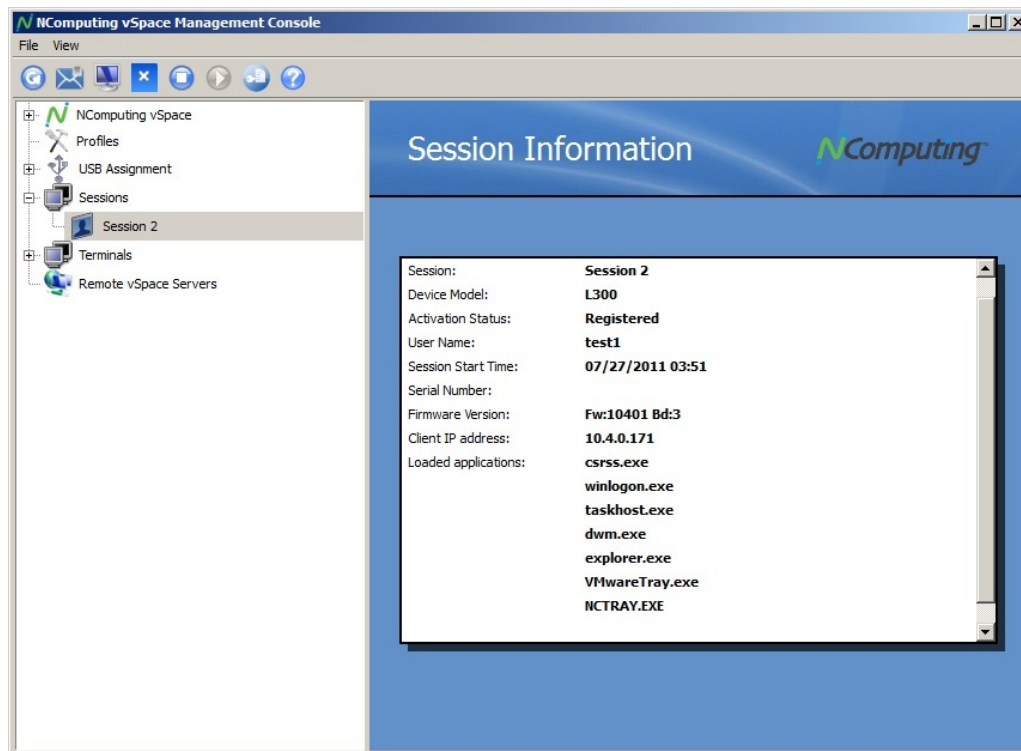 NComputing vSpace Management Console
File View
NComputing vSpace
Profiles
USB Assignment
Sessions
Session 2
Terminals
Remote vSpace Servers
Session Information
NComputing
Session: Session 2
Device Model: L300
Activation Status: Registered
User Name: test1
Session Start Time: 07/27/2011 03:51
Serial Number:
Firmware Version: Fw:10401 Bd:3
Client IP address: 10.4.0.171
Loaded applications: csrss.exe
winlogon.exe
taskhost.exe
dwm.exe
explorer.exe
VMwareTray.exe
NCTRAY.EXE